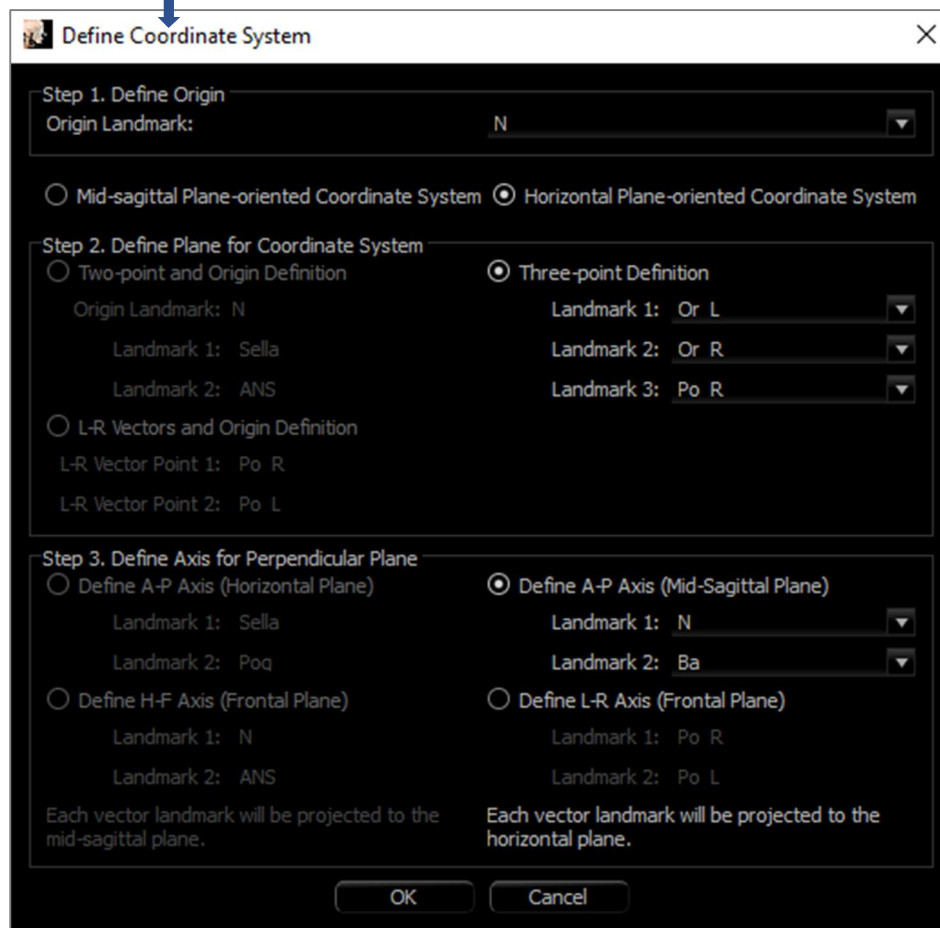 Define Coordinate System
Step 1. Define Origin
Origin Landmark: N
Mid-sagittal Plane-oriented Coordinate System Horizontal Plane-oriented Coordinate System
Step 2. Define Plane for Coordinate System
Two-point and Origin Definition Three-point Definition
Origin Landmark: N Landmark 1: Or L
Landmark 1: Sella Landmark 2: Or R
Landmark 2: ANS Landmark 3: Po R
L-R Vectors and Origin Definition
L-R Vector Point 1: Po R
L-R Vector Point 2: Po L
Step 3. Define Axis for Perpendicular Plane
Define A-P Axis (Horizontal Plane) Define A-P Axis (Mid-Sagittal Plane)
Landmark 1: Sella Landmark 1: N
Landmark 2: Pog Landmark 2: Ba
Define H-F Axis (Frontal Plane) Define L-R Axis (Frontal Plane)
Landmark 1: N Landmark 1: Po R
Landmark 2: ANS Landmark 2: Po L
Each vector landmark will be projected to the Each vector landmark will be projected to the
mid-sagittal plane. horizontal plane.
OK Cancel